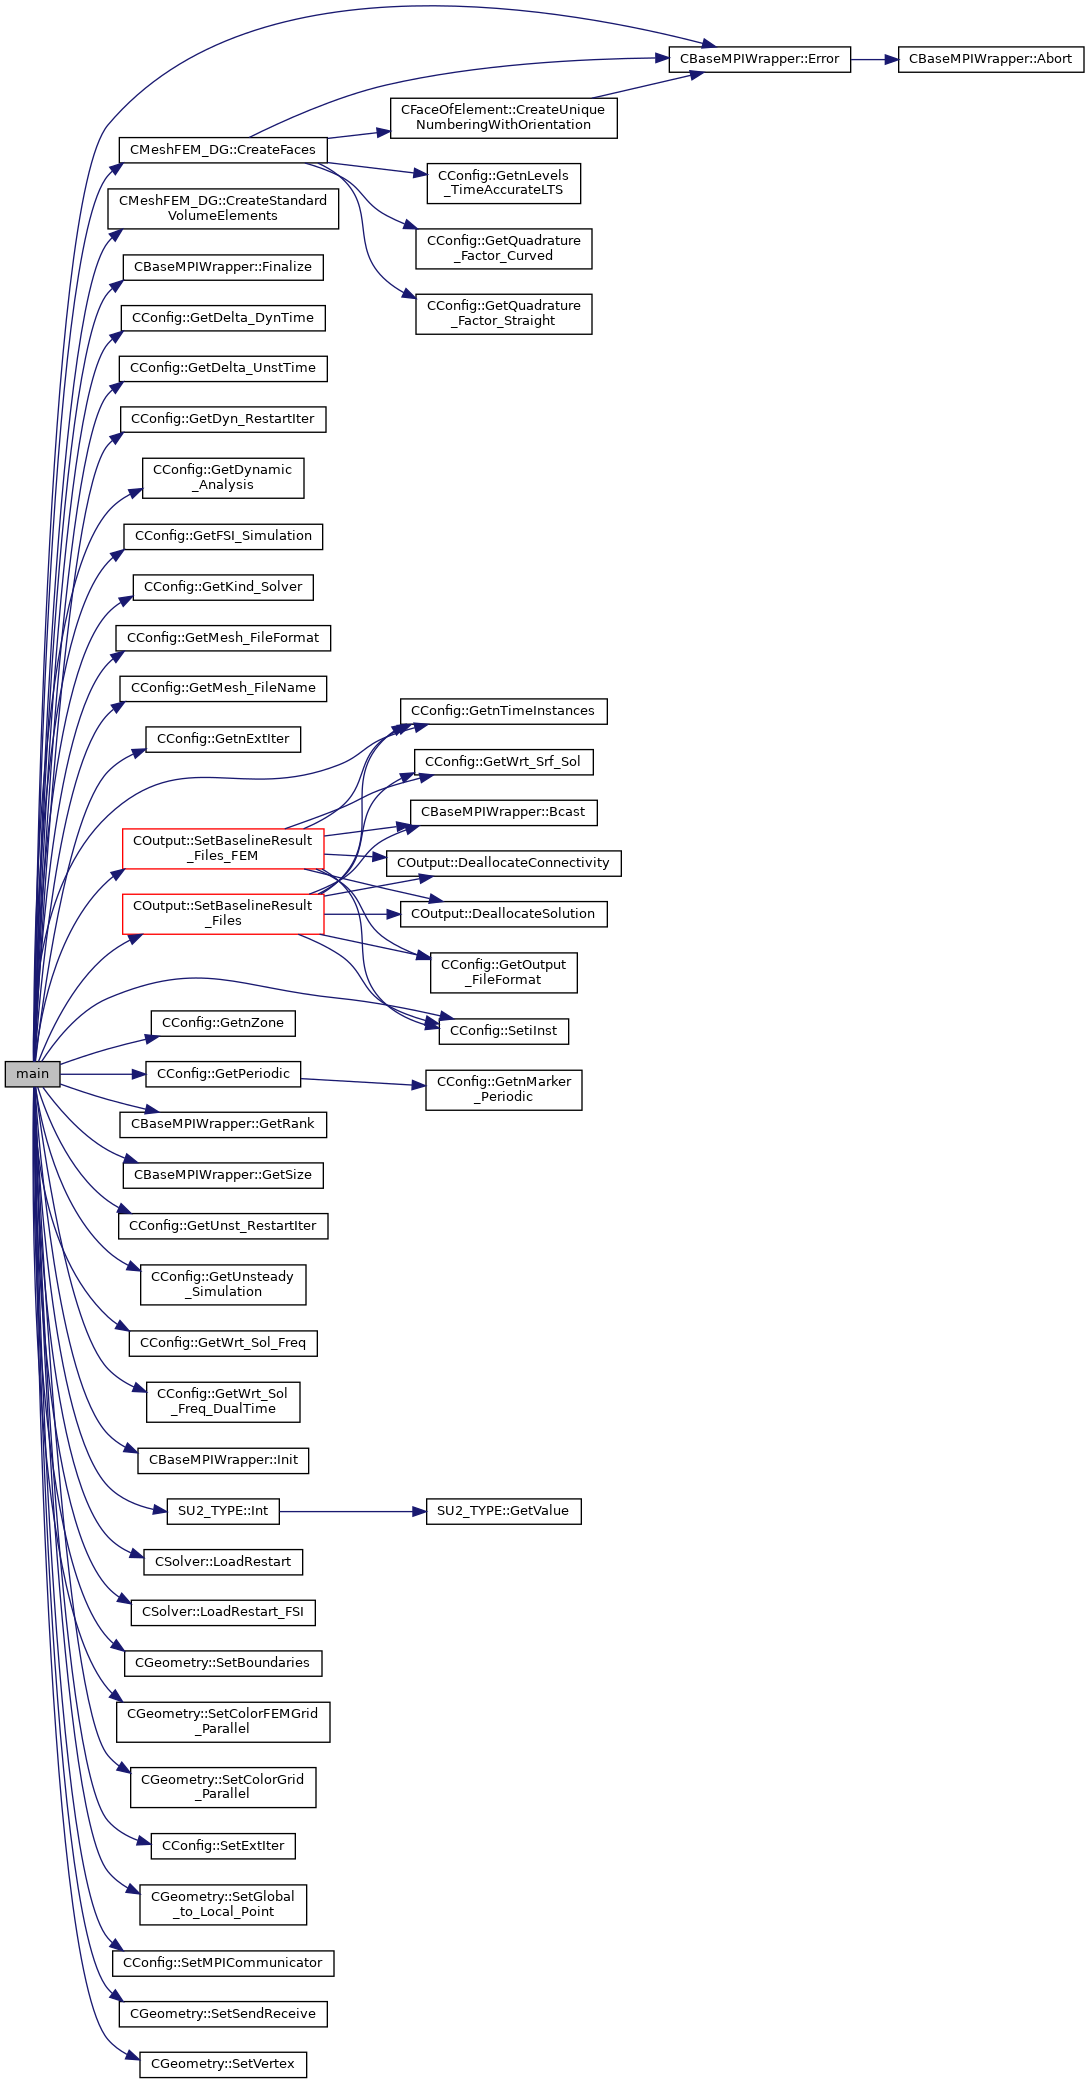 CBaseMPIWrapper::Error
CBaseMPIWrapper::Abort
CFaceOfElement::CreateUnique
NumberingWithOrientation
CMeshFEM_DG::CreateFaces
CConfig::GetnLevels
_TimeAccurateLTS
CMeshFEM_DG::CreateStandard
VolumeElements
CConfig::GetQuadrature
_Factor_Curved
CBaseMPIWrapper::Finalize
CConfig::GetQuadrature
_Factor_Straight
CConfig::GetDelta_DynTime
CConfig::GetDelta_UnstTime
CConfig::GetDyn_RestartIter
CConfig::GetDynamic
_Analysis
CConfig::GetFSI_Simulation
CConfig::GetKind_Solver
CConfig::GetMesh_FileFormat
CConfig::GetMesh_FileName
CConfig::GetnTimeInstances
CConfig::GetnExtIter
CConfig::GetWrt_Srf_Sol
CBaseMPIWrapper::Bcast
COutput::SetBaselineResult
_Files_FEM
COutput::DeallocateConnectivity
COutput::SetBaselineResult
_Files
COutput::DeallocateSolution
CConfig::GetOutput
_FileFormat
CConfig::GetnZone
CConfig::SetiInst
main
CConfig::GetPeriodic
CConfig::GetnMarker
_Periodic
CBaseMPIWrapper::GetRank
CBaseMPIWrapper::GetSize
CConfig::GetUnst_RestartIter
CConfig::GetUnsteady
_Simulation
CConfig::GetWrt_Sol_Freq
CConfig::GetWrt_Sol
_Freq_DualTime
CBaseMPIWrapper::Init
SU2_TYPE::Int
SU2_TYPE::GetValue
CSolver::LoadRestart
CSolver::LoadRestart_FSI
CGeometry::SetBoundaries
CGeometry::SetColorFEMGrid
_Parallel
CGeometry::SetColorGrid
_Parallel
CConfig::SetExtIter
CGeometry::SetGlobal
_to_Local_Point
CConfig::SetMPICommunicator
CGeometry::SetSendReceive
CGeometry::SetVertex